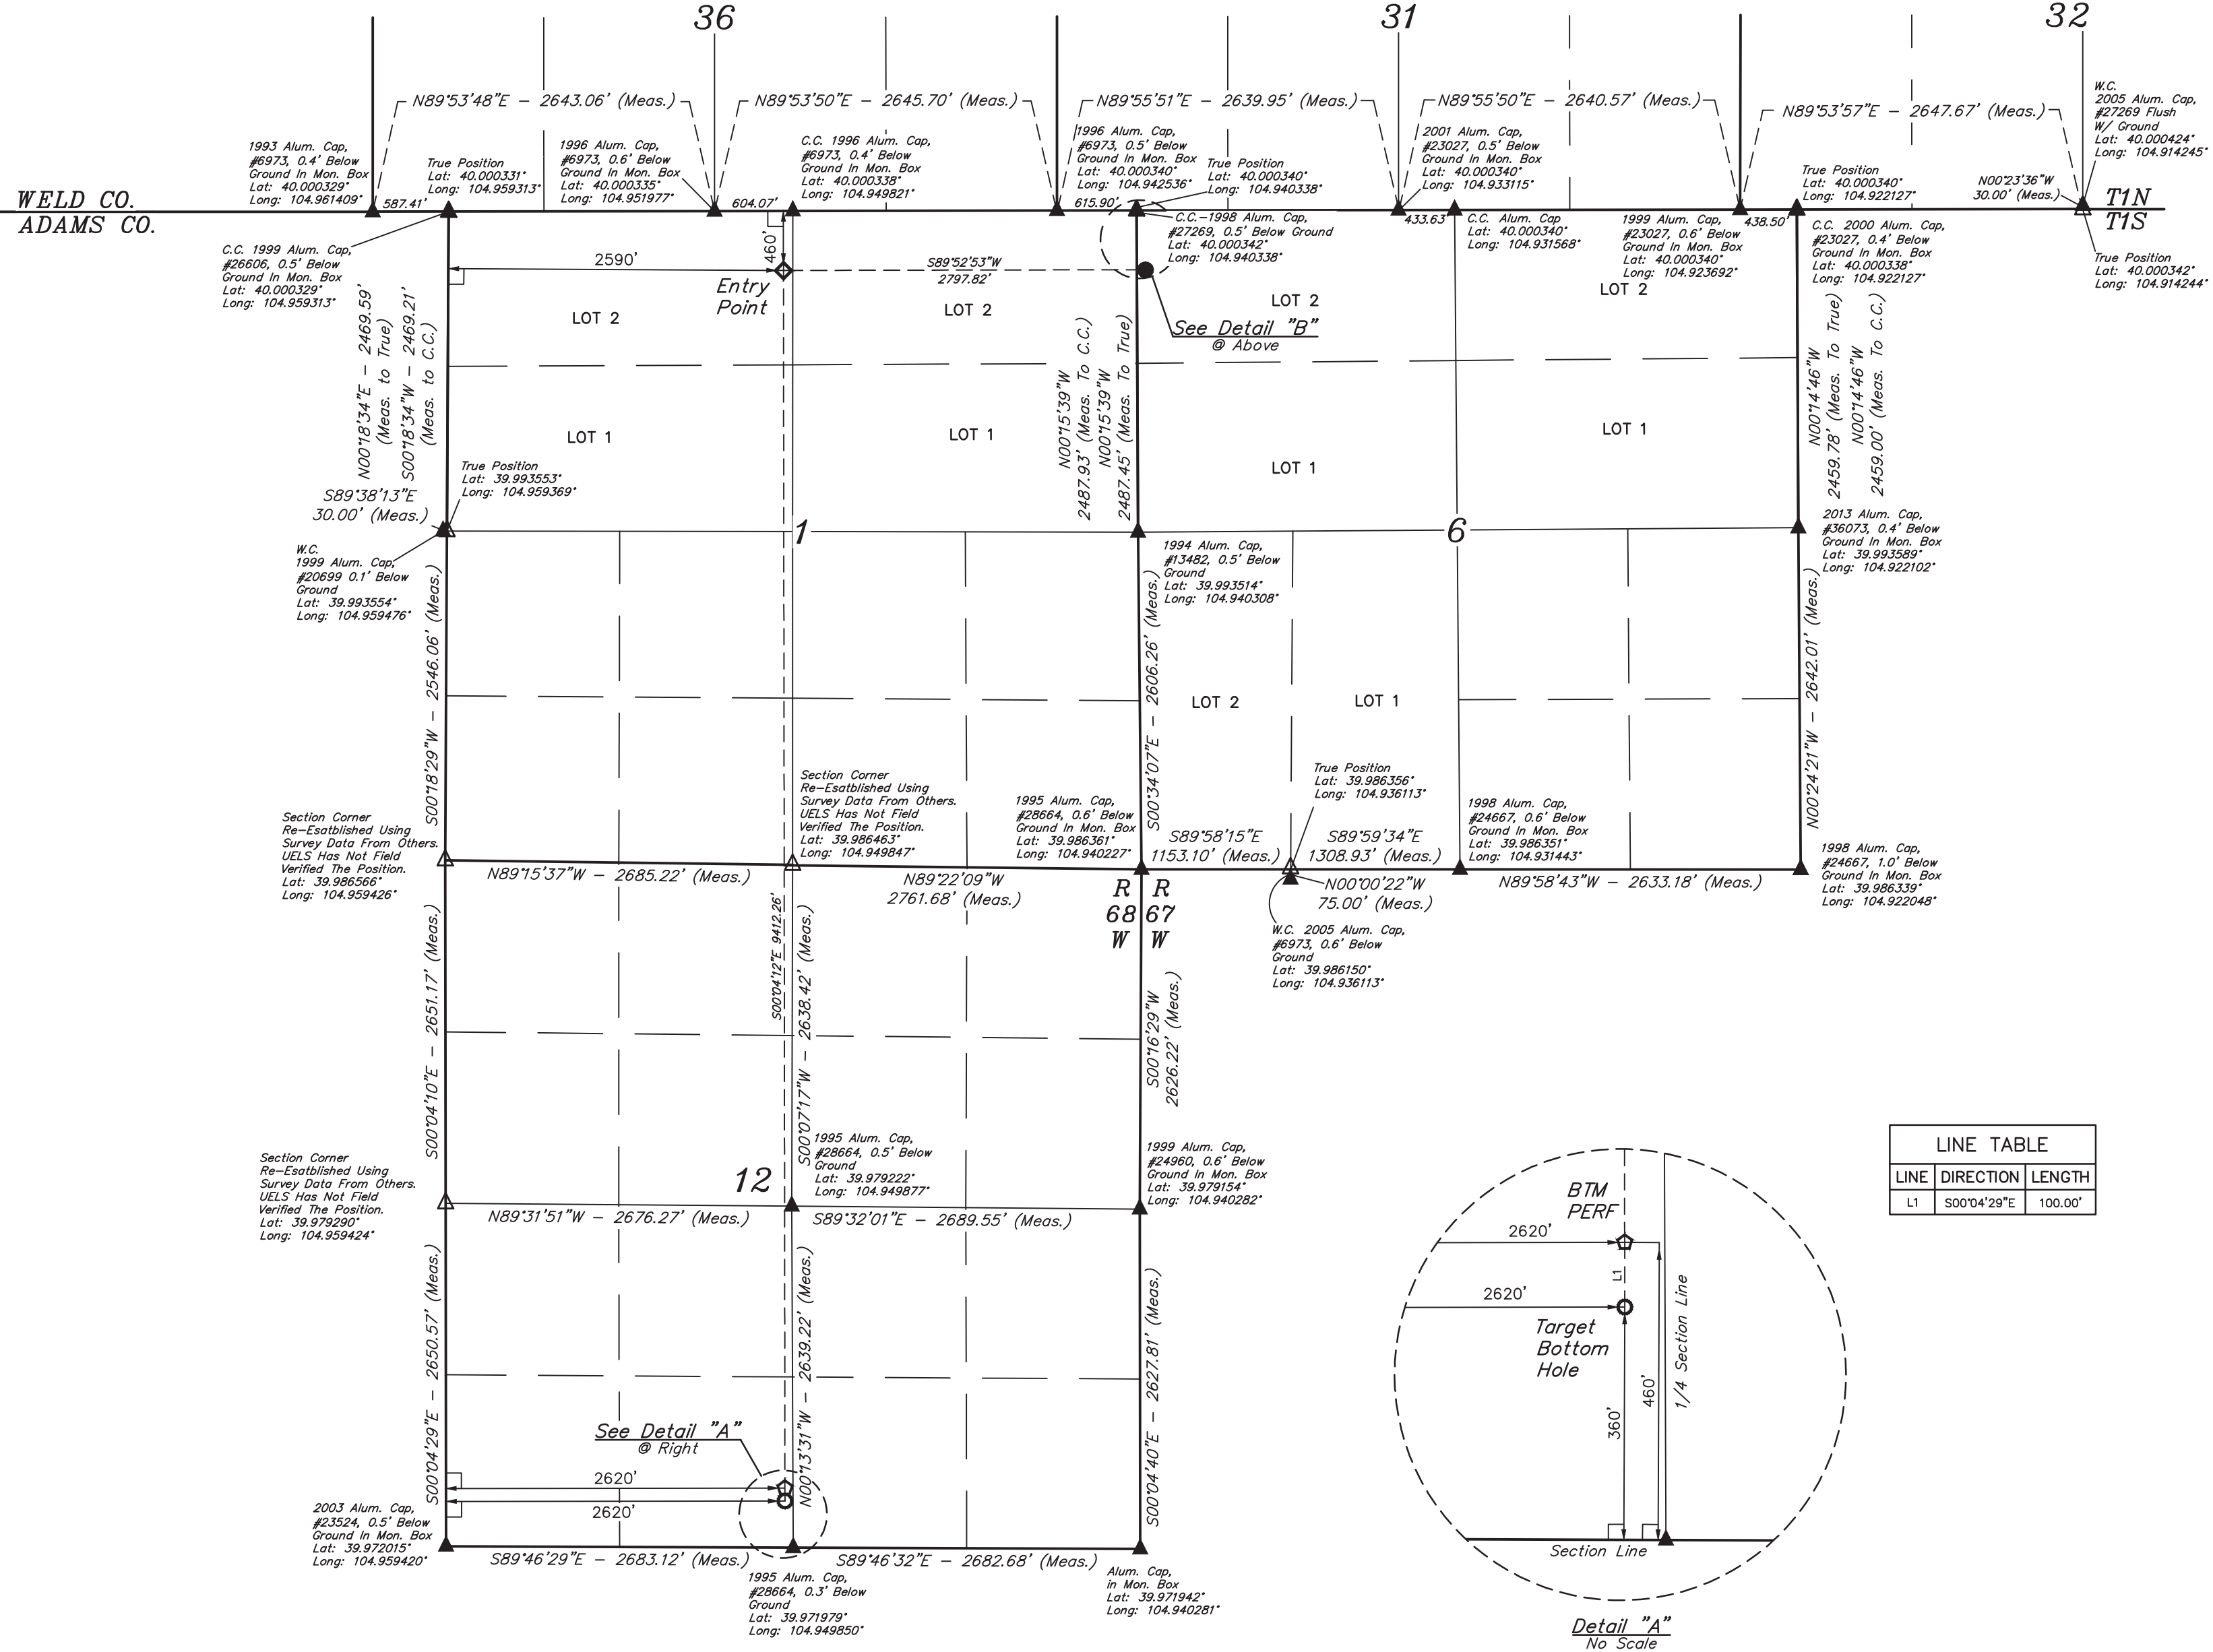 36
31
32
N89°53'48"E - 2643.06' (Meas.)
N89°53'50"E - 2645.70' (Meas.)
N89°55'51"E - 2639.95' (Meas.)
N89°55'50"E - 2640.57' (Meas.)
N89°53'57"E - 2647.67' (Meas.)
W.C.
2005 Alum. Cap,
#27269 Flush
W/ Ground
Lat: 40.000424°
Long: 104.914245°
1993 Alum. Cap,
#6973, 0.4' Below
Ground In Mon. Box
Lat: 40.000329°
Long: 104.961409°
True Position
Lat: 40.000331°
Long: 104.959313°
1996 Alum. Cap,
#6973, 0.6' Below
Ground In Mon. Box
Lat: 40.000335°
Long: 104.951977°
C.C. 1996 Alum. Cap,
#6973, 0.4' Below
Ground In Mon. Box
Lat: 40.000338°
Long: 104.949821°
1996 Alum. Cap,
#6973, 0.5' Below
Ground In Mon. Box
Lat: 40.000340°
Long: 104.942536°
True Position
Lat: 40.000340°
Long: 104.940338°
2001 Alum. Cap,
#23027, 0.5' Below
Ground In Mon. Box
Lat: 40.000340°
Long: 104.933115°
True Position
Lat: 40.000340°
Long: 104.922127°
N00°23'36"W
30.00' (Meas.)
WELD CO.
ADAMS CO.
T1N
T1S
587.41'
604.07'
615.90'
433.63'
438.50'
C.C. 1999 Alum. Cap,
#26606, 0.5' Below
Ground In Mon. Box
Lat: 40.000329°
Long: 104.959313°
C.C.-1998 Alum. Cap,
#27269, 0.5' Below Ground
Lat: 40.000342°
Long: 104.940338°
C.C. Alum Cap
Lat: 40.000340°
Long: 104.931568°
1999 Alum. Cap,
#23027, 0.6' Below
Ground In Mon. Box
Lat: 40.000340°
Long: 104.923692°
C.C. 2000 Alum. Cap,
#23027, 0.4' Below
Ground In Mon. Box
Lat: 40.000338°
Long: 104.922127°
True Position
Lat: 40.000342°
Long: 104.914244°
2590'
460'
Entry
Point
S89°52'53"W
2797.82'
See Detail "B"
@ Above
LOT 2
LOT 2
LOT 2
LOT 2
LOT 1
LOT 1
LOT 1
LOT 1
N00°18'34"E - 2469.59'
(Meas. to True)
S00°18'34"W - 2469.21'
(Meas. to C.C.)
N00°15'39"W
2487.93' (Meas. To C.C.)
N00°15'39"W
2487.45' (Meas. To True)
N00°14'46"W
2459.78' (Meas. To True)
N00°14'46"W
2459.00' (Meas. To C.C.)
True Position
Lat: 39.993553°
Long: 104.959369°
S89°38'13"E
30.00' (Meas.)
W.C.
1999 Alum. Cap,
#20699 0.1' Below
Ground
Lat: 39.993554°
Long: 104.959476°
1
6
1994 Alum. Cap,
#13482, 0.5' Below
Ground
Lat: 39.993514°
Long: 104.940308°
2013 Alum. Cap,
#36073, 0.4' Below
Ground In Mon. Box
Lat: 39.993589°
Long: 104.922102°
S00°18'29"W - 2546.06' (Meas.)
S00°34'07"E - 2606.26' (Meas.)
N00°24'21"W - 2642.01' (Meas.)
LOT 2
LOT 1
Section Corner
Re-Esatblished Using
Survey Data From Others.
UELS Has Not Field
Verified The Position.
Lat: 39.986566°
Long: 104.959426°
Section Corner
Re-Esatblished Using
Survey Data From Others.
UELS Has Not Field
Verified The Position.
Lat: 39.986463°
Long: 104.949847°
1995 Alum. Cap,
#28664, 0.6' Below
Ground In Mon. Box
Lat: 39.986361°
Long: 104.940227°
True Position
Lat: 39.986356°
Long: 104.936113°
1998 Alum. Cap,
#24667, 0.6' Below
Ground In Mon. Box
Lat: 39.986351°
Long: 104.931443°
1998 Alum. Cap,
#24667, 1.0' Below
Ground In Mon. Box
Lat: 39.986339°
Long: 104.922048°
S89°58'15"E
1153.10' (Meas.)
S89°59'34"E
1308.93' (Meas.)
N89°15'37"W - 2685.22' (Meas.)
N89°22'09"W
2761.68' (Meas.)
N00°00'22"W
75.00' (Meas.)
N89°58'43"W - 2633.18' (Meas.)
R R
68 67
W W
W.C. 2005 Alum. Cap,
#6973, 0.6' Below
Ground
Lat: 39.986150°
Long: 104.936113°
S00°04'10"E - 2651.17' (Meas.)
S00°04'12"E 9412.26'
S00°07'17"W - 2638.42' (Meas.)
S00°16'29"W
2626.22' (Meas.)
Section Corner
Re-Esatblished Using
Survey Data From Others.
UELS Has Not Field
Verified The Position.
Lat: 39.979290°
Long: 104.959424°
12
1995 Alum. Cap,
#28664, 0.5' Below
Ground
Lat: 39.979222°
Long: 104.949877°
1999 Alum. Cap,
#24960, 0.6' Below
Ground In Mon. Box
Lat: 39.979154°
Long: 104.940282°
N89°31'51"W - 2676.27' (Meas.)
S89°32'01"E - 2689.55' (Meas.)
S00°04'29"E - 2650.57' (Meas.)
N00°13'31"W - 2639.22' (Meas.)
S00°04'40"E - 2627.81' (Meas.)
See Detail "A"
@ Right
2620'
2620'
2003 Alum. Cap,
#23524, 0.5' Below
Ground In Mon. Box
Lat: 39.972015°
Long: 104.959420°
S89°46'29"E - 2683.12' (Meas.)
S89°46'32"E - 2682.68' (Meas.)
1995 Alum. Cap,
#28664, 0.3' Below
Ground
Lat: 39.971979°
Long: 104.949850°
Alum. Cap,
in Mon. Box
Lat: 39.971942°
Long: 104.940281°
LINE TABLE
LINE DIRECTION LENGTH
L1 S00°04'29"E 100.00'
BTM
PERF
2620'
L1
2620'
Target
Bottom
Hole
360'
460'
1/4 Section Line
Section Line
Detail "A"
No Scale